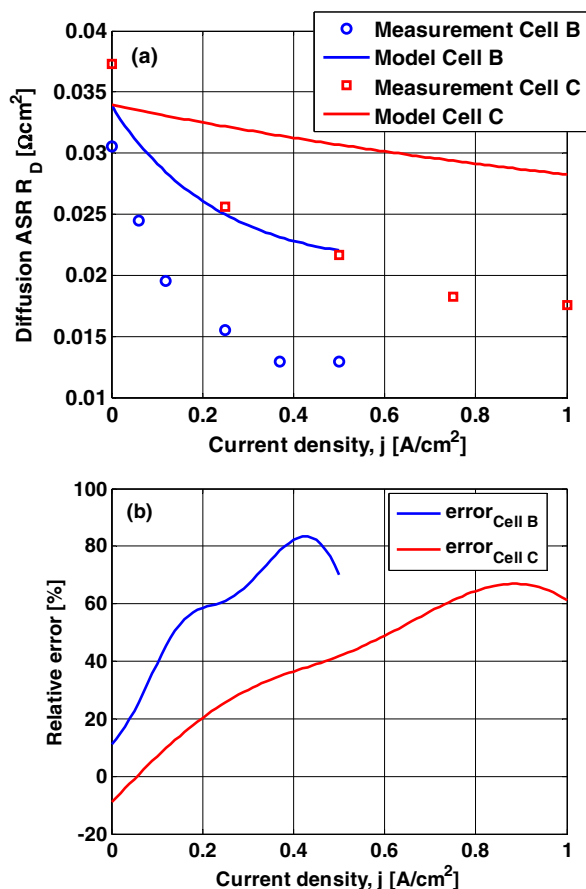 0.04
0.035
0.03
0.025
0.02
0.015
0.01
Diffusion ASR R_D [Ωcm²]
(a)
Measurement Cell B
Model Cell B
Measurement Cell C
Model Cell C
0 0.2 0.4 0.6 0.8 1
Current density, j [A/cm²]
100
80
60
40
20
0
-20
Relative error [%]
(b)
error_Cell B
error_Cell C
0 0.2 0.4 0.6 0.8 1
Current density, j [A/cm²]